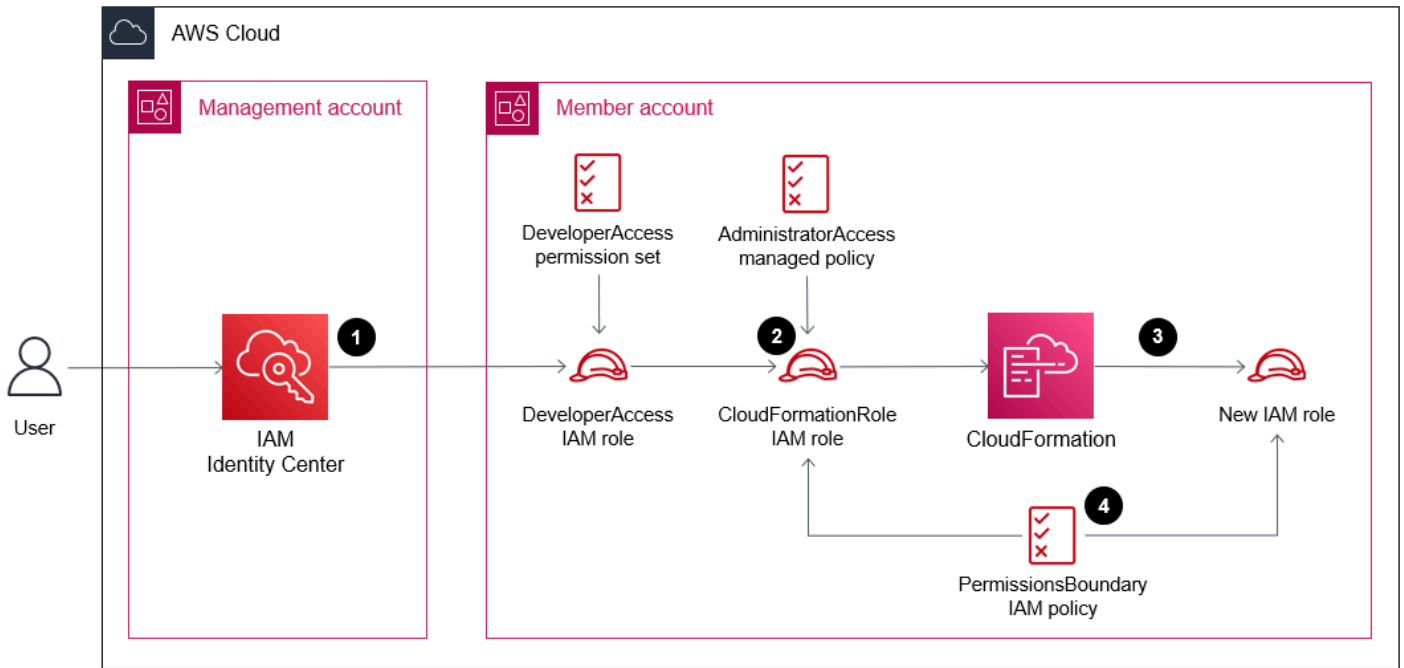 AWS Cloud
Management account
Member account
DeveloperAccess
permission set
AdministratorAccess
managed policy
1
2
3
User
IAM
Identity Center
DeveloperAccess
IAM role
CloudFormationRole
IAM role
CloudFormation
New IAM role
4
PermissionsBoundary
IAM policy